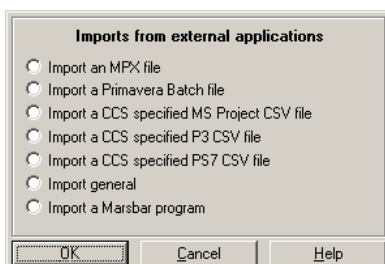 Imports from external applications
Import an MPX file
Import a Primavera Batch file
Import a CCS specified MS Project CSV file
Import a CCS specified P3 CSV file
Import a CCS specified PS7 CSV file
Import general
Import a Marsbar program
OK Cancel Help